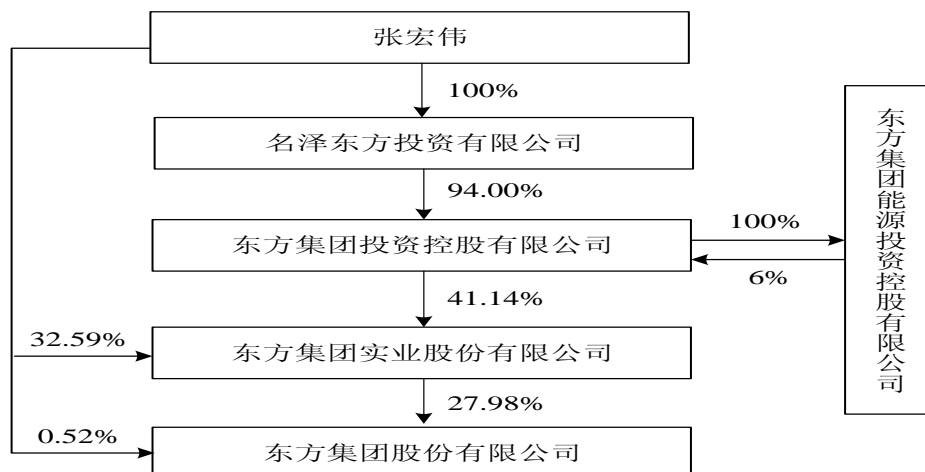 张宏伟
100%
名泽东方投资有限公司
94.00%
东方集团投资控股有限公司
100%
6%
东方集团能源投资控股有限公司
41.14%
32.59%
东方集团实业股份有限公司
27.98%
0.52%
东方集团股份有限公司